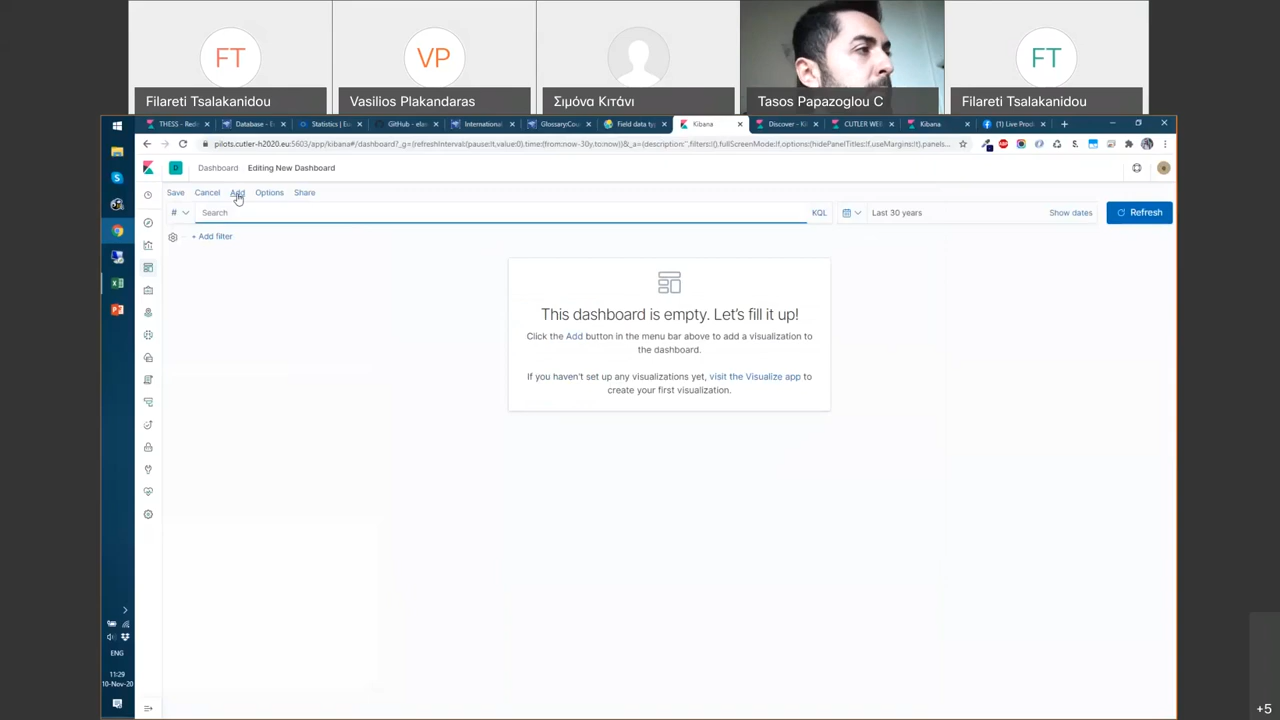 FT
VP
FT
Filareti Tsalakanidou
Vasilios Plakandaras
Σιμόνα Κιτάνι
Tasos Papazoglou C
Filareti Tsalakanidou
THESS - Red
Database - E
Statistics | E
GitHub - ela
International
Glossary:Cou
Field data ty
Kibana
Discover - Ki
CUTLER WEB
Kibana
(1) Live Prod
pilots.cutler-h2020.eu:5603/app/kibana#/dashboard?_g=(refreshInterval:(pause:!t,value:0),time:(from:now-30y,to:now))&_a=(description:'',filters:!(),fullScreenMode:!f,options:(hidePanelTitles:!f,useMargins:!t),panels...
D
Dashboard
Editing New Dashboard
e
Save
Cancel
Add
Options
Share
#
Search
KQL
Last 30 years
Show dates
Refresh
+ Add filter
This dashboard is empty. Let's fill it up!
Click the Add button in the menu bar above to add a visualization to
the dashboard.
If you haven't set up any visualizations yet, visit the Visualize app to
create your first visualization.
ENG
11:29
10-Nov-20
+5